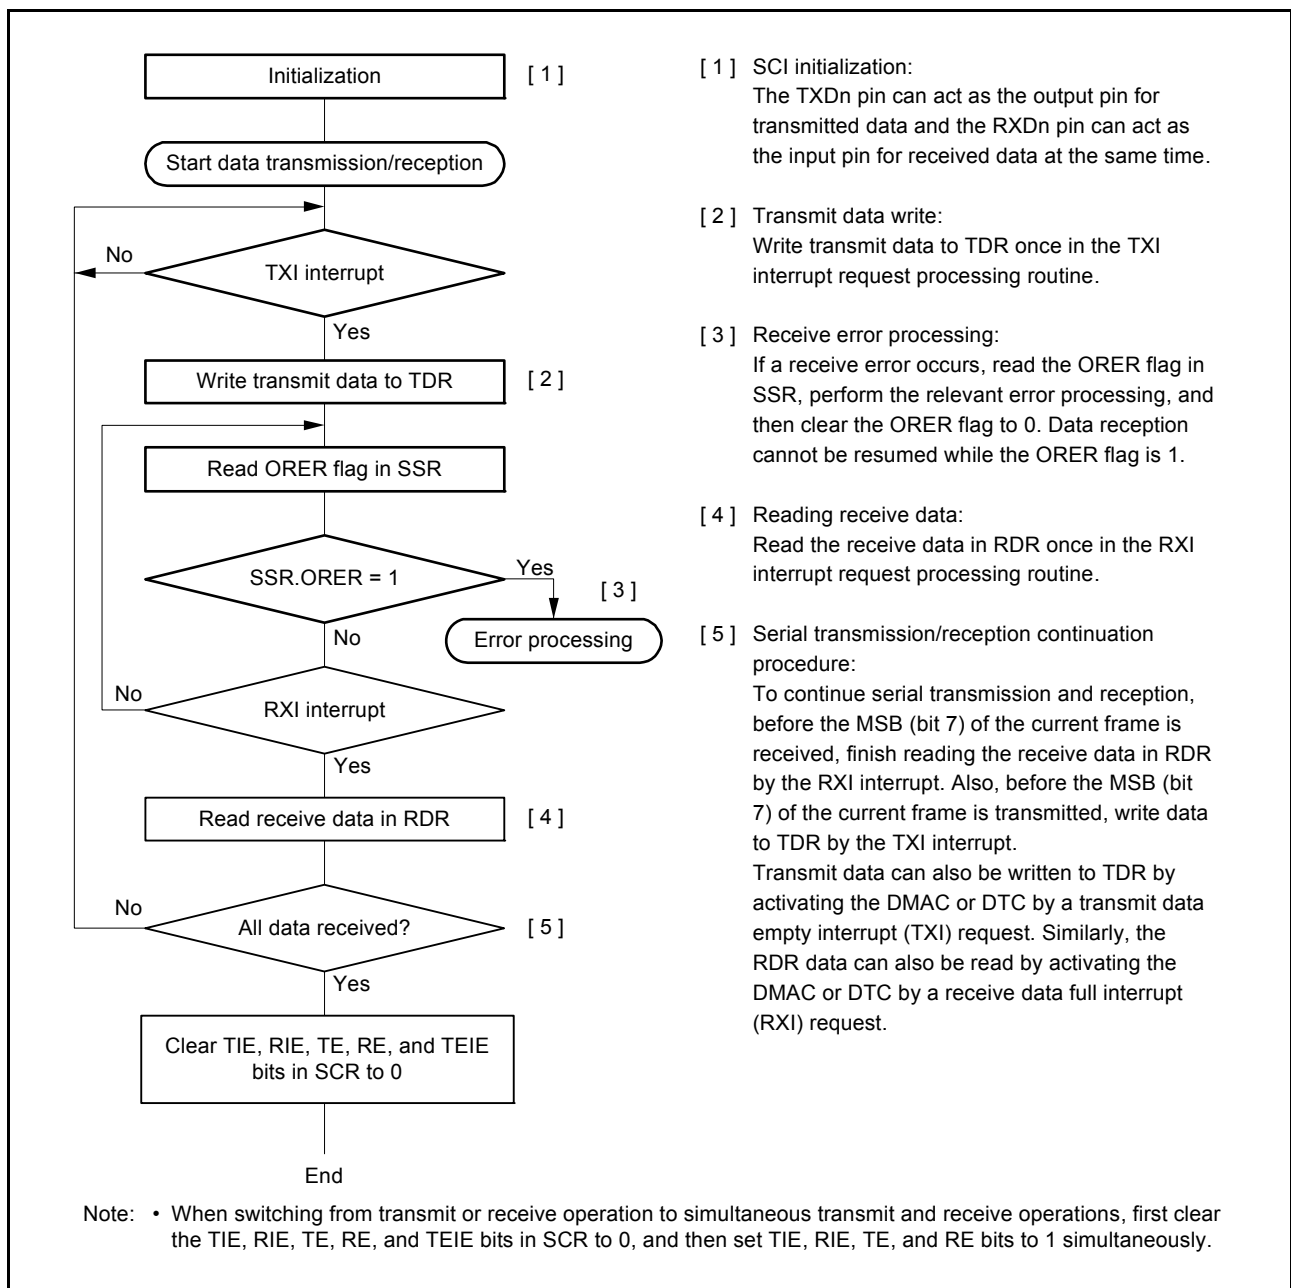 Initialization
[ 1 ]
Start data transmission/reception
No
TXI interrupt
Yes
Write transmit data to TDR
[ 2 ]
Read ORER flag in SSR
SSR.ORER = 1
Yes
[ 3 ]
Error processing
No
No
RXI interrupt
Yes
Read receive data in RDR
[ 4 ]
No
All data received?
[ 5 ]
Yes
Clear TIE, RIE, TE, RE, and TEIE
bits in SCR to 0
End
[ 1 ] SCI initialization:
The TXDn pin can act as the output pin for
transmitted data and the RXDn pin can act as
the input pin for received data at the same time.
[ 2 ] Transmit data write:
Write transmit data to TDR once in the TXI
interrupt request processing routine.
[ 3 ] Receive error processing:
If a receive error occurs, read the ORER flag in
SSR, perform the relevant error processing, and
then clear the ORER flag to 0. Data reception
cannot be resumed while the ORER flag is 1.
[ 4 ] Reading receive data:
Read the receive data in RDR once in the RXI
interrupt request processing routine.
[ 5 ] Serial transmission/reception continuation
procedure:
To continue serial transmission and reception,
before the MSB (bit 7) of the current frame is
received, finish reading the receive data in RDR
by the RXI interrupt. Also, before the MSB (bit
7) of the current frame is transmitted, write data
to TDR by the TXI interrupt.
Transmit data can also be written to TDR by
activating the DMAC or DTC by a transmit data
empty interrupt (TXI) request. Similarly, the
RDR data can also be read by activating the
DMAC or DTC by a receive data full interrupt
(RXI) request.
Note: • When switching from transmit or receive operation to simultaneous transmit and receive operations, first clear
the TIE, RIE, TE, RE, and TEIE bits in SCR to 0, and then set TIE, RIE, TE, and RE bits to 1 simultaneously.